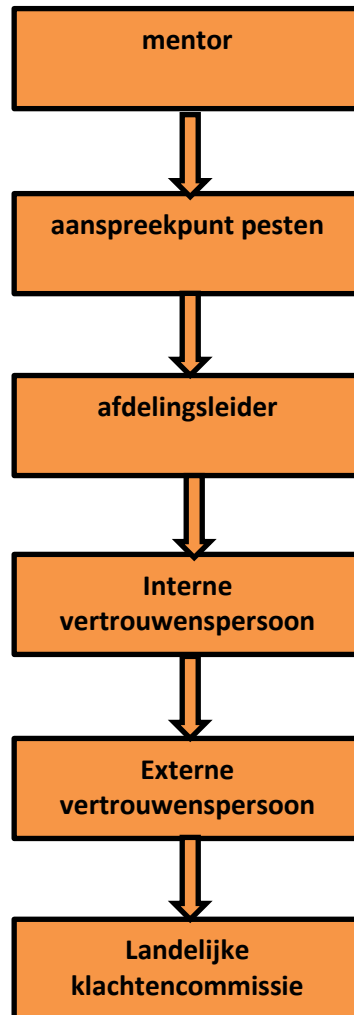 mentor
aanspreekpunt pesten
afdelingsleider
Interne
vertrouwenspersoon
Externe
vertrouwenspersoon
Landelijke
klachtencommissie